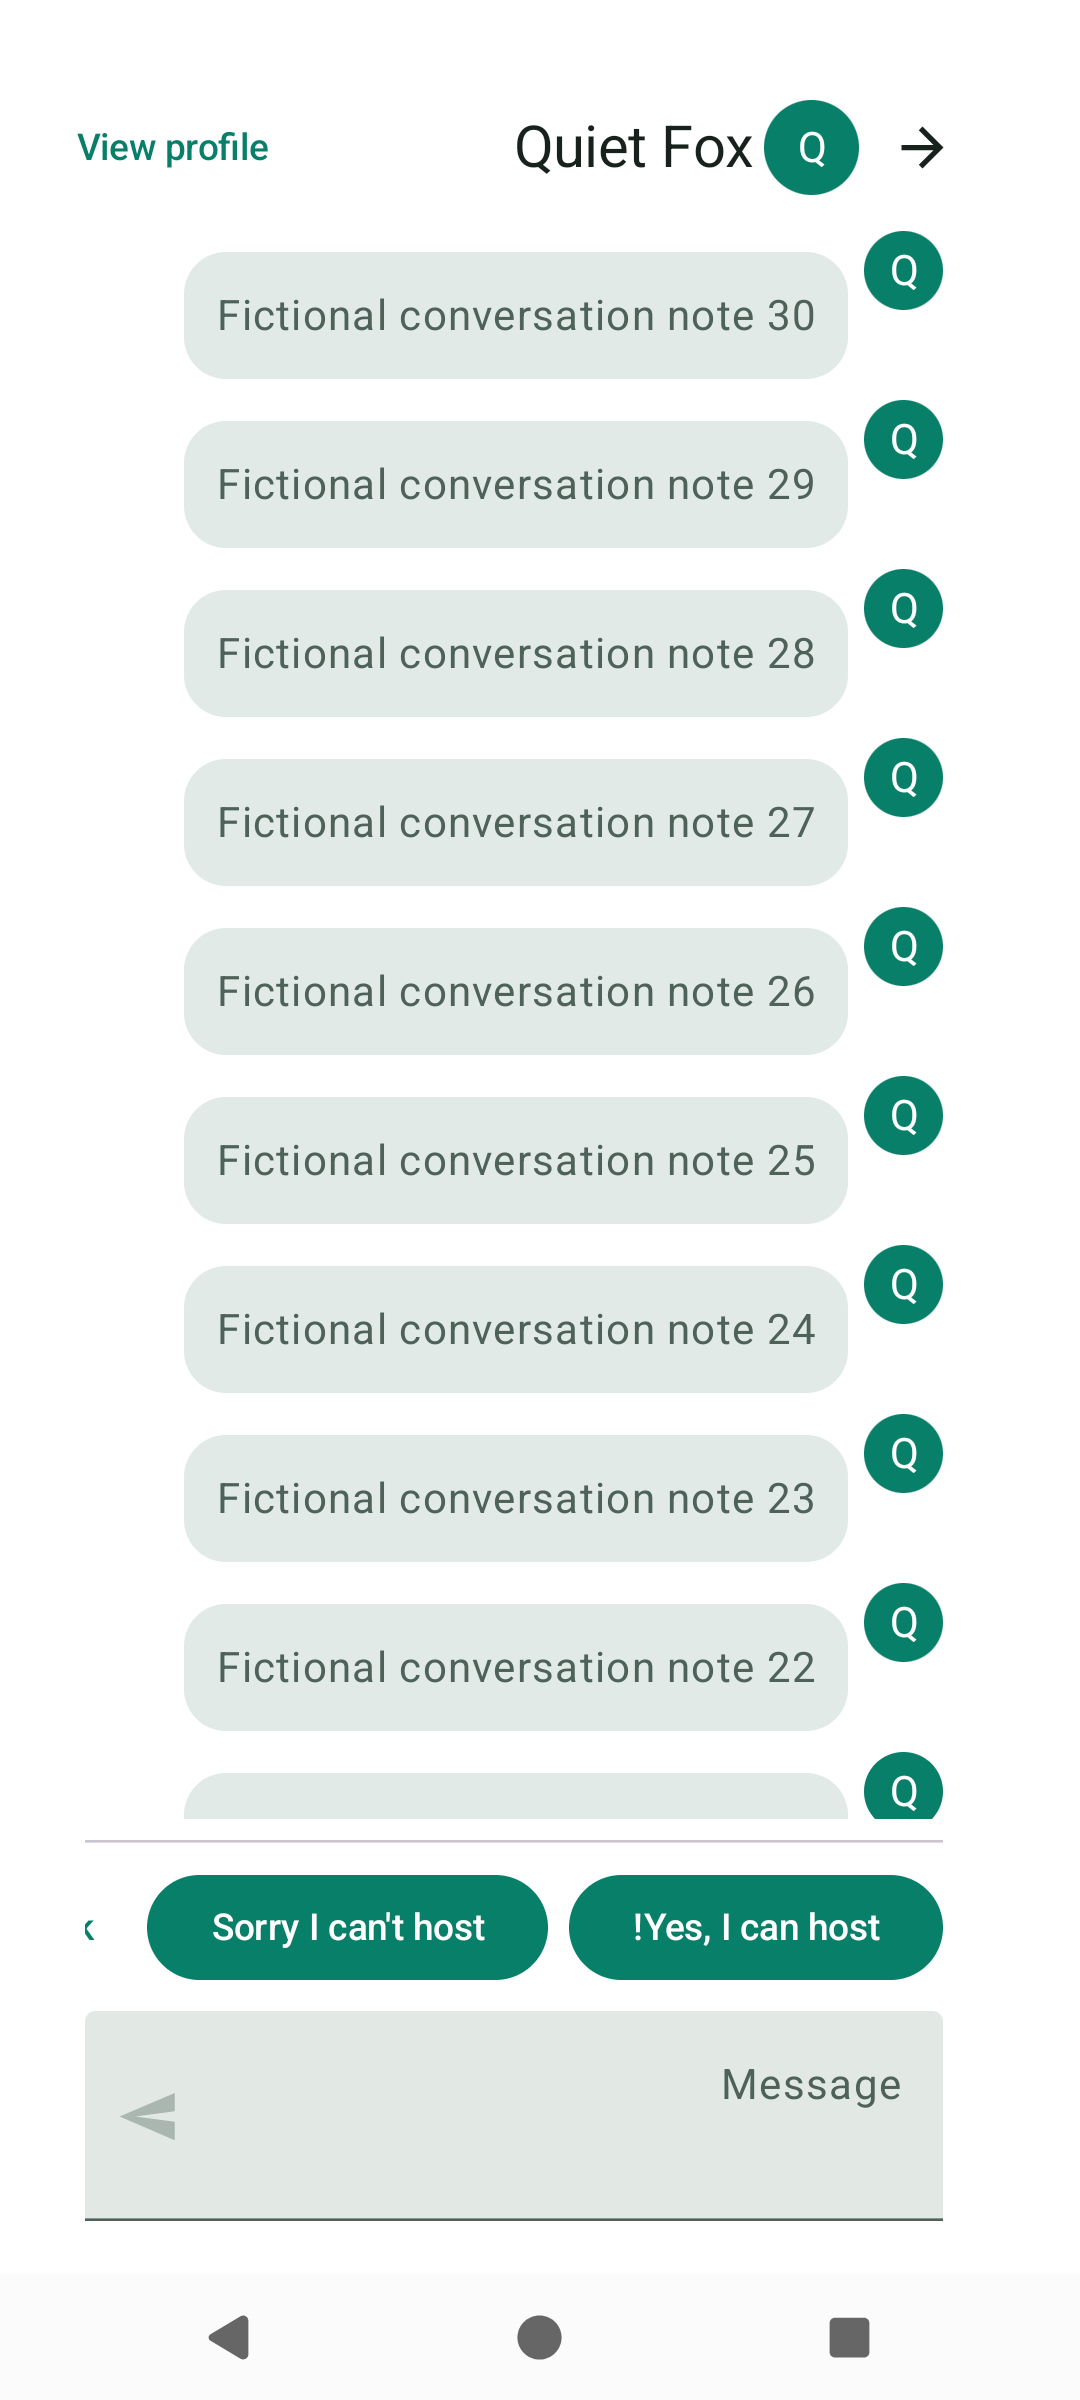 View profile
Quiet Fox
Q
Q
Fictional conversation note 30
Q
Fictional conversation note 29
Q
Fictional conversation note 28
Q
Fictional conversation note 27
Q
Fictional conversation note 26
Q
Fictional conversation note 25
Q
Fictional conversation note 24
Q
Fictional conversation note 23
Q
Fictional conversation note 22
Q
Sorry I can't host
!Yes, I can host
Message